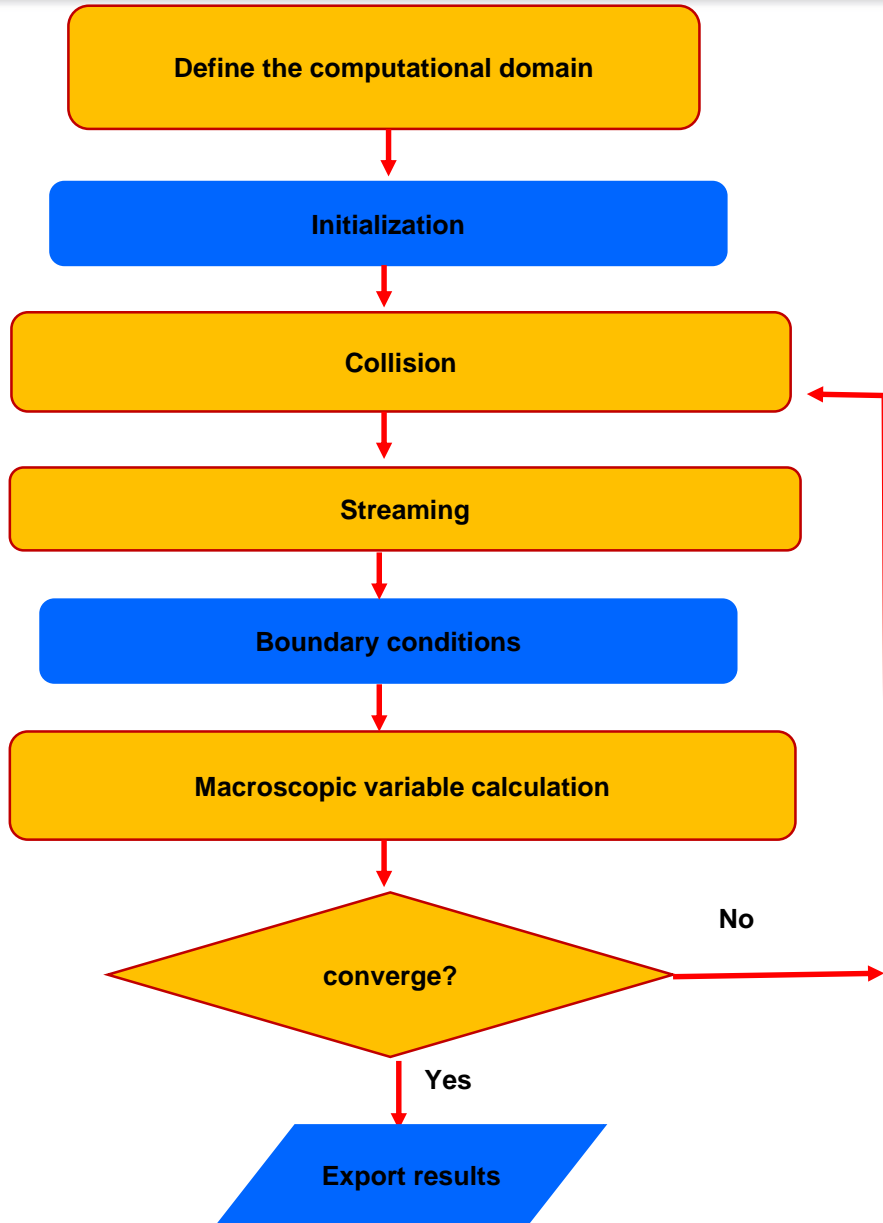 Define the computational domain
Initialization
Collision
Streaming
Boundary conditions
Macroscopic variable calculation
converge?
No
Yes
Export results